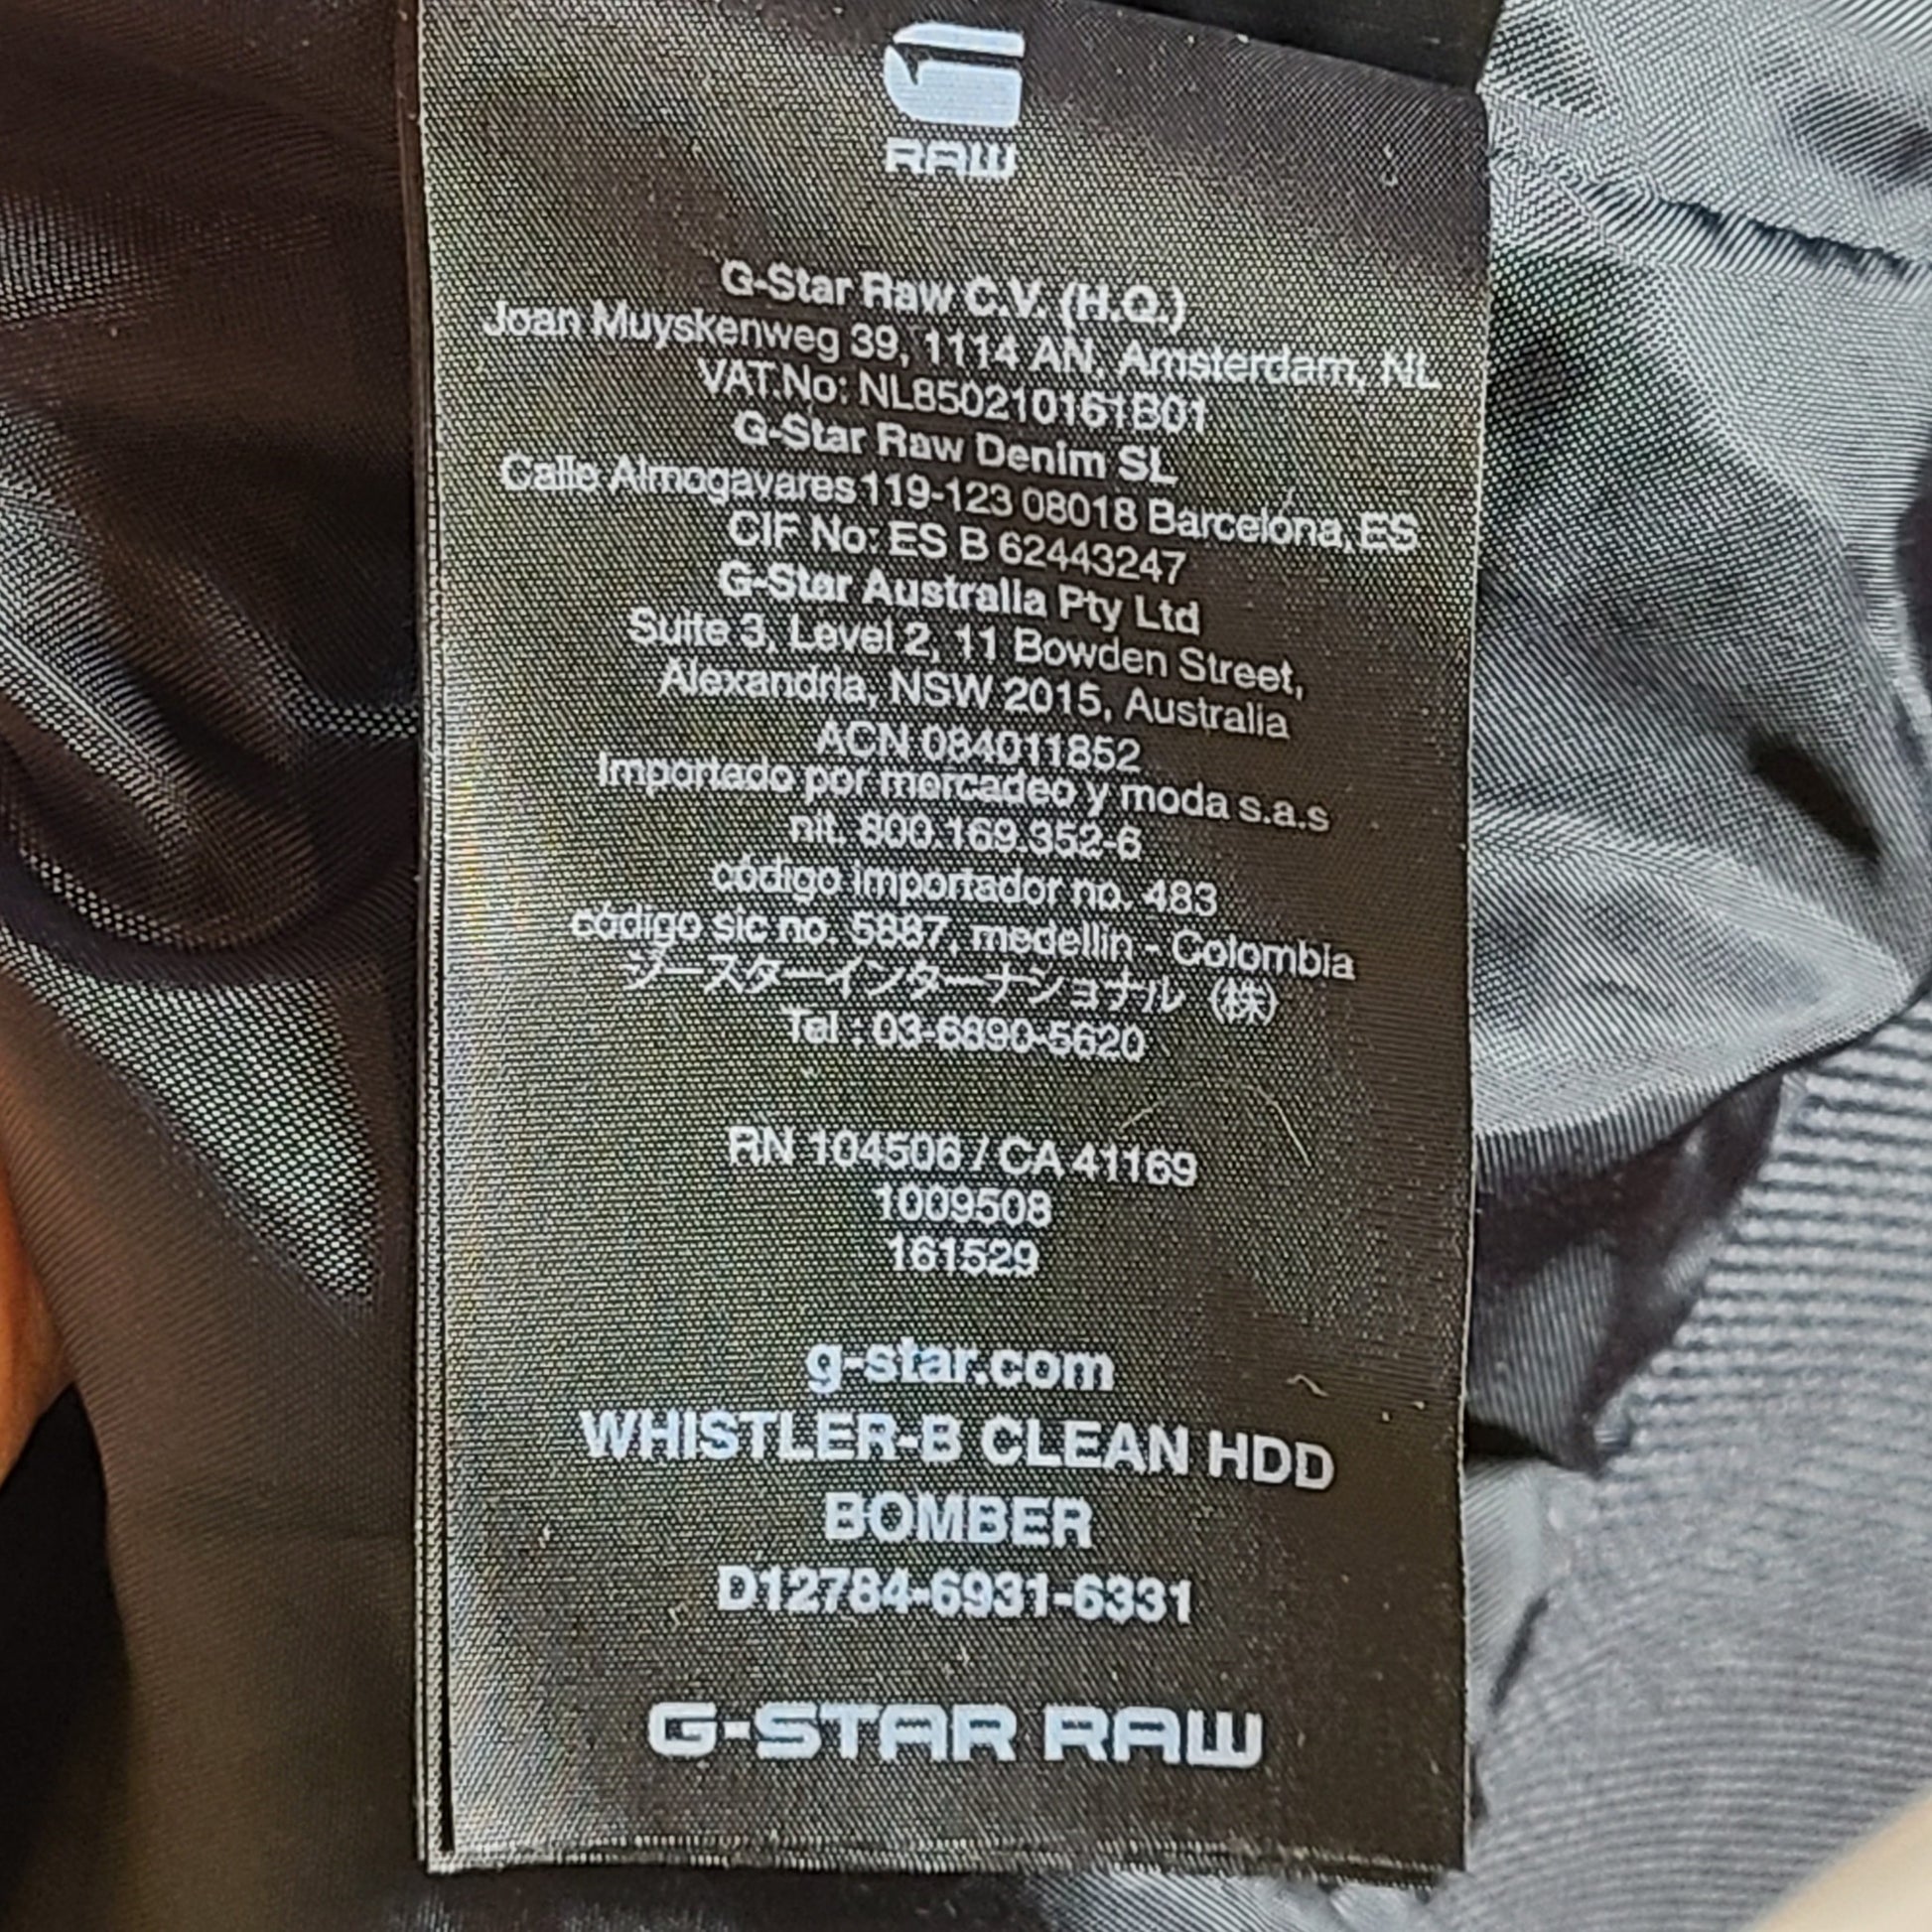 RAW
G-Star Raw C.V. (H.Q.)
Joan Muyskenweg 39, 1114 AN, Amsterdam, NL
VAT.No: NL850210161B01
G-Star Raw Denim SL
Calle Almogavares 119-123 08018 Barcelona, ES
CIF No: ES B 62443247
G-Star Australia Pty Ltd
Suite 3, Level 2, 11 Bowden Street,
Alexandria, NSW 2015, Australia
ACN 084011852
Importado por mercadeo y moda s.a.s
nit. 800.169.352-6
código importador no. 483
código sic no. 5887, medellin - Colombia
ジースターインターナショナル (株)
Tel : 03-6890-5620
RN 104506 / CA 41169
1009508
161529
g-star.com
WHISTLER-B CLEAN HDD
BOMBER
D12784-6931-6331
G-STAR RAW